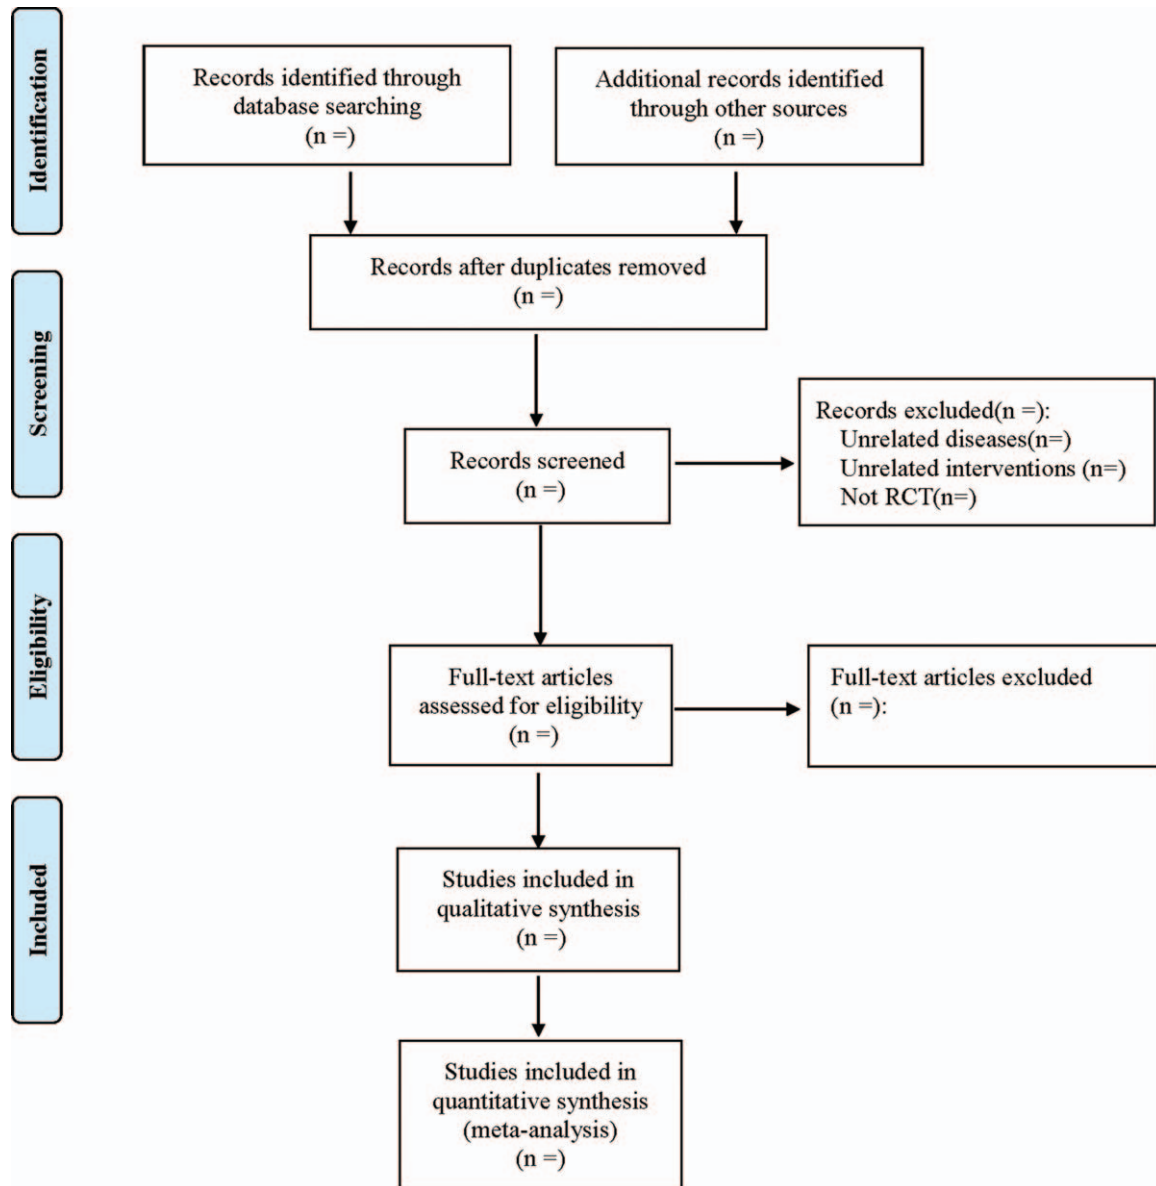 Identification
Records identified through
database searching
(n =)
Additional records identified
through other sources
(n =)
Records after duplicates removed
(n =)
Screening
Records screened
(n =)
Records excluded(n =):
Unrelated diseases(n=)
Unrelated interventions (n=)
Not RCT(n=)
Eligibility
Full-text articles
assessed for eligibility
(n =)
Full-text articles excluded
(n =):
Included
Studies included in
qualitative synthesis
(n =)
Studies included in
quantitative synthesis
(meta-analysis)
(n =)